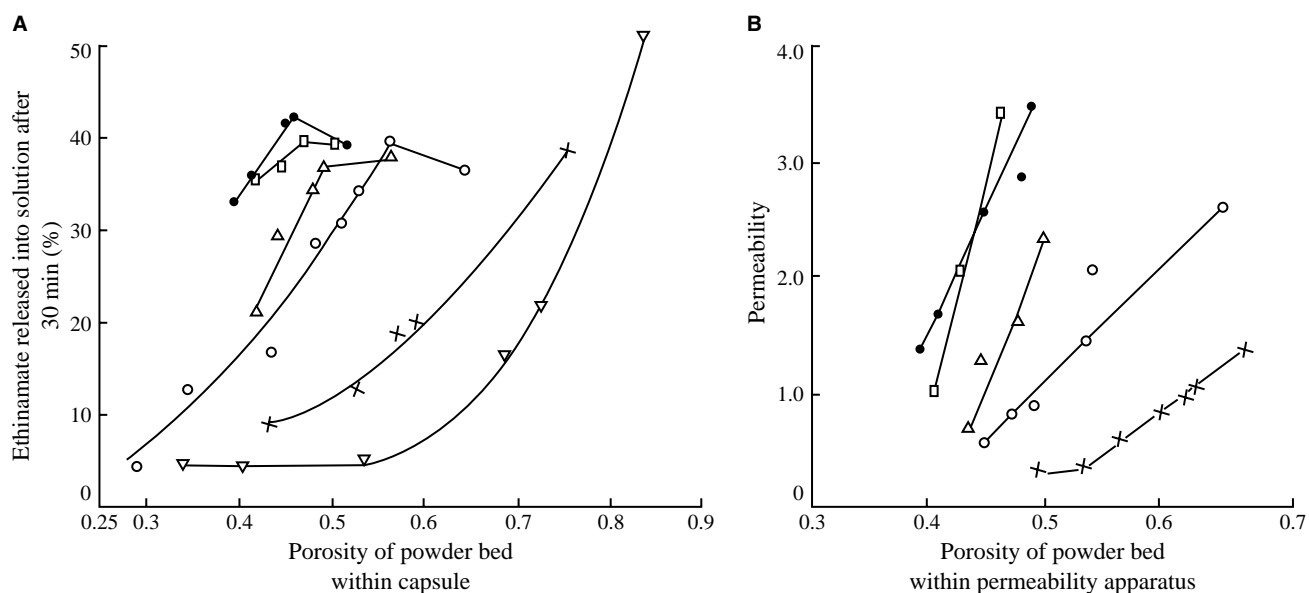 A
Ethinamate released into solution after
30 min (%)
50
40
30
20
10
0
0.25
0.3
0.4
0.5
0.6
0.7
0.8
0.9
Porosity of powder bed
within capsule
B
Permeability
4.0
3.0
2.0
1.0
0
0.3
0.4
0.5
0.6
0.7
Porosity of powder bed
within permeability apparatus